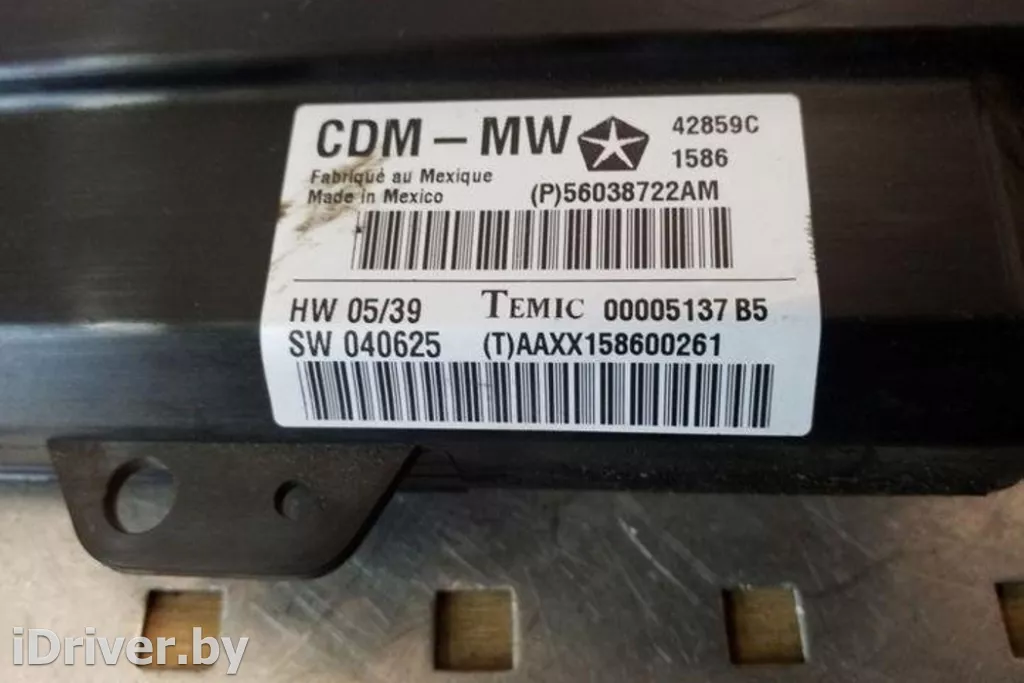 CDM - MW 42859C
1586
Fabriqué au Mexique
Made in Mexico (P)56038722AM
HW 05/39 TEMIC 00005137 B5
SW 040625 (T)AAXX158600261
iDriver.by